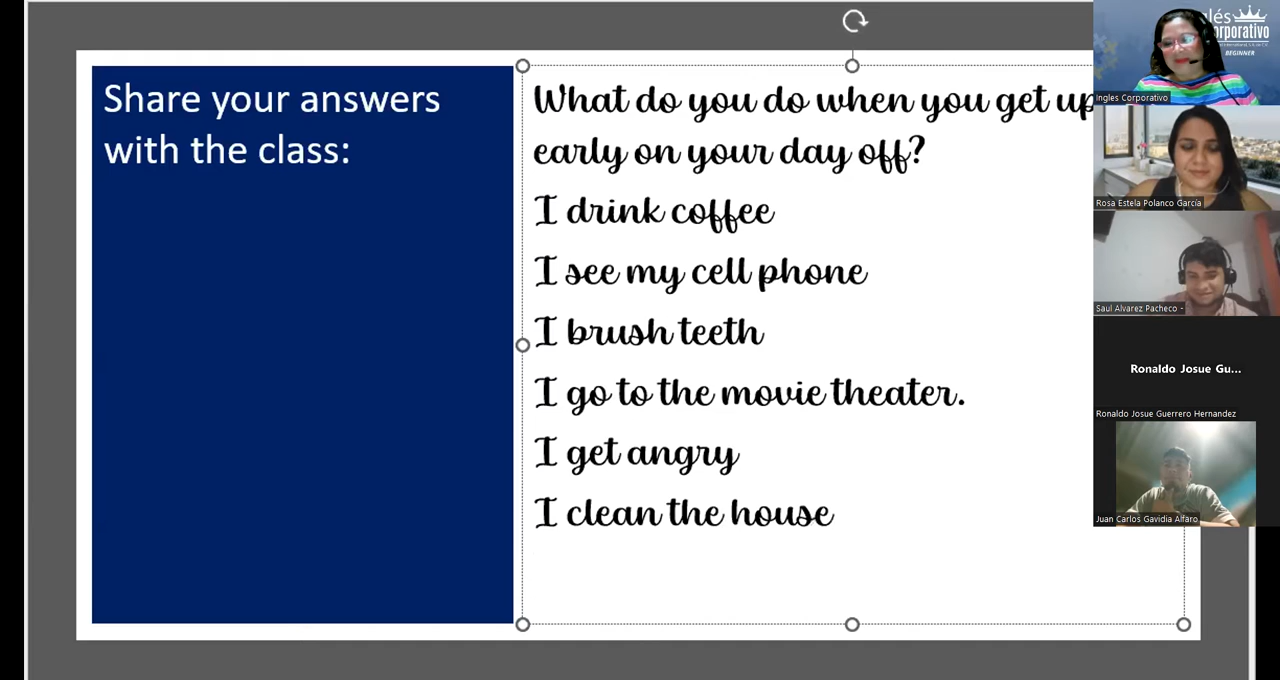 Share your answers
with the class:
What do you do when you get up
early on your day off?
I drink coffee
I see my cell phone
I brush teeth
I go to the movie theater.
I get angry
I clean the house
BEGINNER
Ingles Corporativo
Rosa Estela Polanco García
Saul Alvarez Pacheco -
Ronaldo Josue Gu...
Ronaldo Josue Guerrero Hernandez
Juan Carlos Gavidia Alfaro